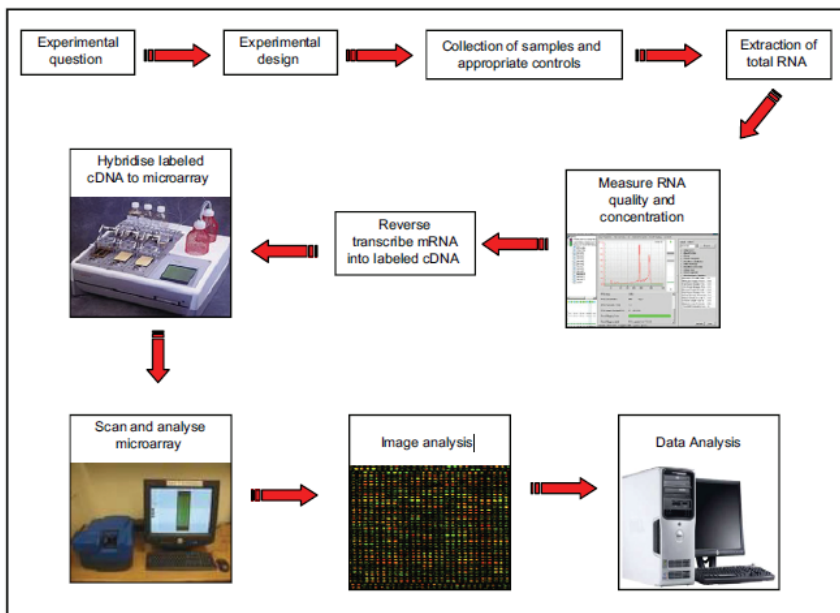 Experimental
question
Experimental
design
Collection of samples and
appropriate controls
Extraction of
total RNA
Measure RNA
quality and
concentration
Reverse
transcribe mRNA
into labeled cDNA
Hybridise labeled
cDNA to microarray
Scan and analyse
microarray
Image analysis
Data Analysis